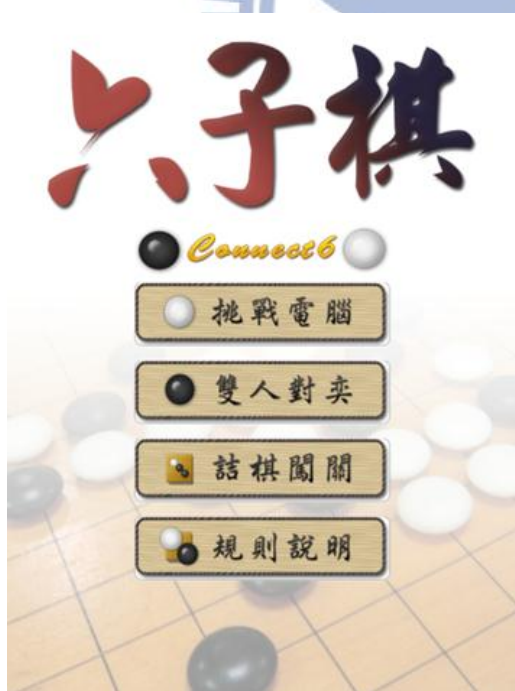 六子棋
Connect6
挑戰電腦
雙人對奕
詰棋闖關
規則說明